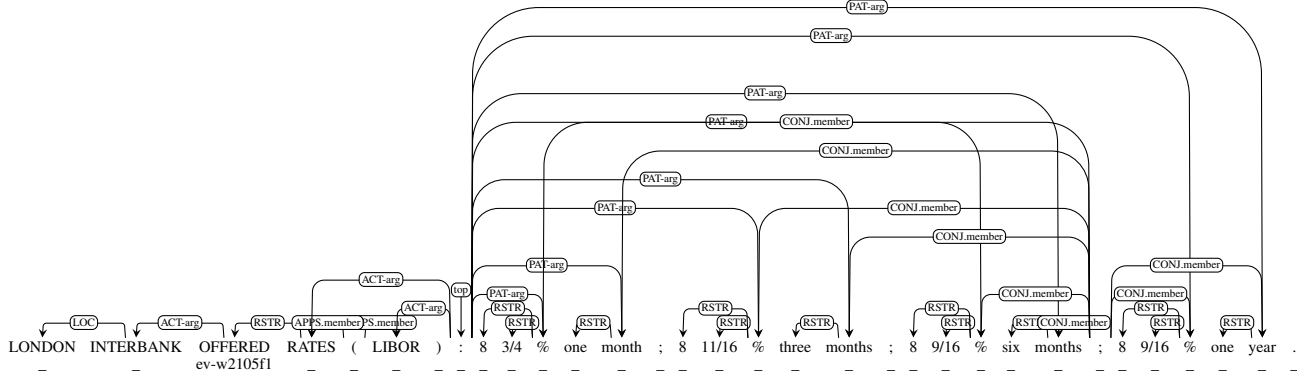 PAT-arg
PAT-arg
PAT-arg
PAT-arg CONJ.member
CONJ.member
PAT-arg
PAT-arg CONJ.member
CONJ.member
PAT-arg CONJ.member
ACT-arg
top PAT-arg CONJ.member CONJ.member
ACT-arg RSTR RSTR RSTR RSTR
LOC ACT-arg RSTR APPS.member PS.member RSTR RSTR RSTR RSTR RSTR RSTR CONJ.member RSTR RSTR
LONDON INTERBANK OFFERED RATES ( LIBOR ) : 8 3/4 % one month ; 8 11/16 % three months ; 8 9/16 % six months ; 8 9/16 % one year .
_ ev-w2105f1 _ _ _ _ _ _ _ _ _ _ _ _ _ _ _ _ _ _ _ _ _ _ _ _ _ _ _ _